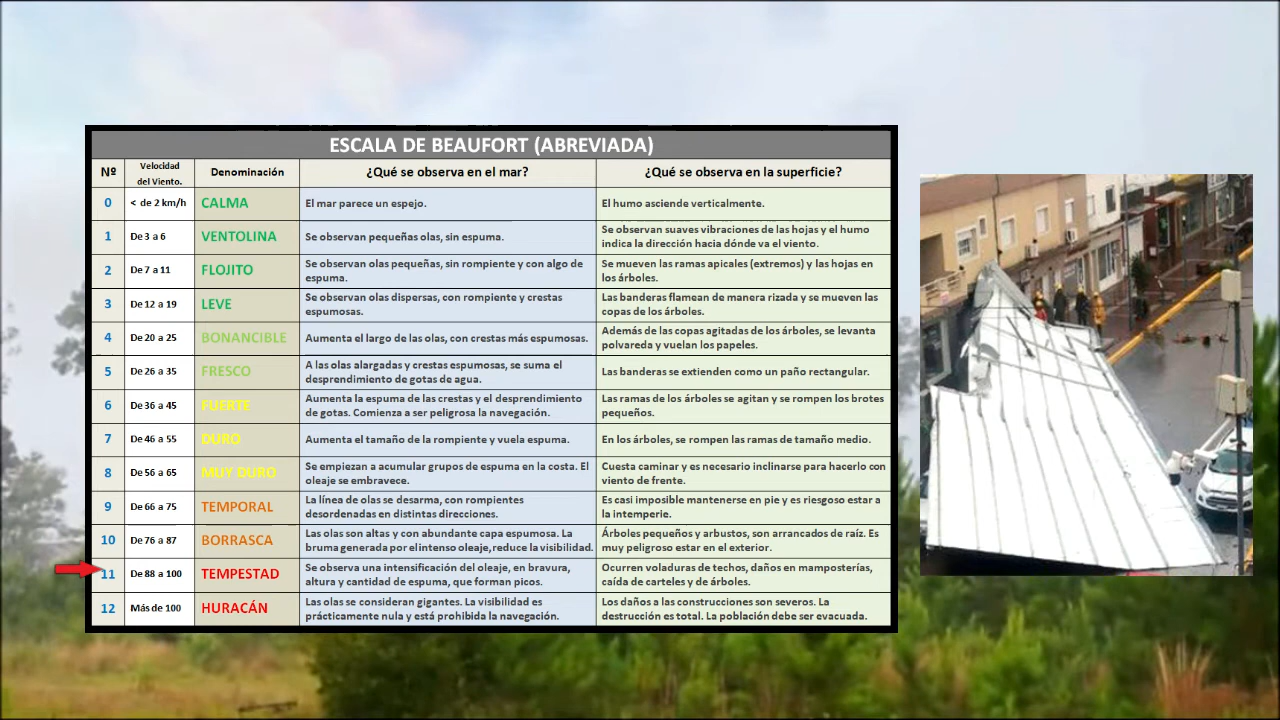 ESCALA DE BEAUFORT (ABREVIADA)
Nº
Velocidad
del Viento.
Denominación
¿Qué se observa en el mar?
¿Qué se observa en la superficie?
0
< de 2 km/h
CALMA
El mar parece un espejo.
El humo asciende verticalmente.
1
De 3 a 6
VENTOLINA
Se observan pequeñas olas, sin espuma.
Se observan suaves vibraciones de las hojas y el humo
indica la dirección hacia dónde va el viento.
2
De 7 a 11
FLOJITO
Se observan olas pequeñas, sin rompiente y con algo de
espuma.
Se mueven las ramas apicales (extremos) y las hojas en
los árboles.
3
De 12 a 19
LEVE
Se observan olas dispersas, con rompiente y crestas
espumosas.
Las banderas flamean de manera rizada y se mueven las
copas de los árboles.
4
De 20 a 25
BONANCIBLE
Aumenta el largo de las olas, con crestas más espumosas.
Además de las copas agitadas de los árboles, se levanta
polvareda y vuelan los papeles.
5
De 26 a 35
FRESCO
A las olas alargadas y crestas espumosas, se suma el
desprendimiento de gotas de agua.
Las banderas se extienden como un paño rectangular.
6
De 36 a 45
FUERTE
Aumenta la espuma de las crestas y el desprendimiento
de gotas. Comienza a ser peligrosa la navegación.
Las ramas de los árboles se agitan y se rompen los brotes
pequeños.
7
De 46 a 55
DURO
Aumenta el tamaño de la rompiente y vuela espuma.
En los árboles, se rompen las ramas de tamaño medio.
8
De 56 a 65
MUY DURO
Se empiezan a acumular grupos de espuma en la costa. El
oleaje se embravece.
Cuesta caminar y es necesario inclinarse para hacerlo con
viento de frente.
9
De 66 a 75
TEMPORAL
La línea de olas se desarma, con rompientes
desordenadas en distintas direcciones.
Es casi imposible mantenerse en pie y es riesgoso estar a
la intemperie.
10
De 76 a 87
BORRASCA
Las olas son altas y con abundante capa espumosa. La
bruma generada por el intenso oleaje, reduce la visibilidad.
Árboles pequeños y arbustos, son arrancados de raíz. Es
muy peligroso estar en el exterior.
11
De 88 a 100
TEMPESTAD
Se observa una intensificación del oleaje, en bravura,
altura y cantidad de espuma, que forman picos.
Ocurren voladuras de techos, daños en mamposterías,
caída de carteles y de árboles.
12
Más de 100
HURACÁN
Las olas se consideran gigantes. La visibilidad es
prácticamente nula y está prohibida la navegación.
Los daños a las construcciones son severos. La
destrucción es total. La población debe ser evacuada.